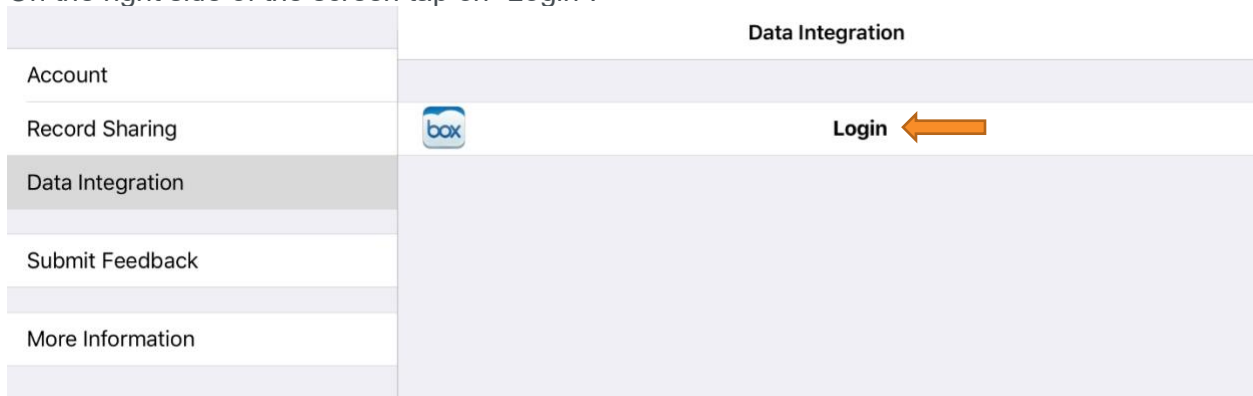 On the right side of the screen tap on "Login".
Data Integration
Account
Record Sharing
Data Integration
Submit Feedback
More Information
box
Login